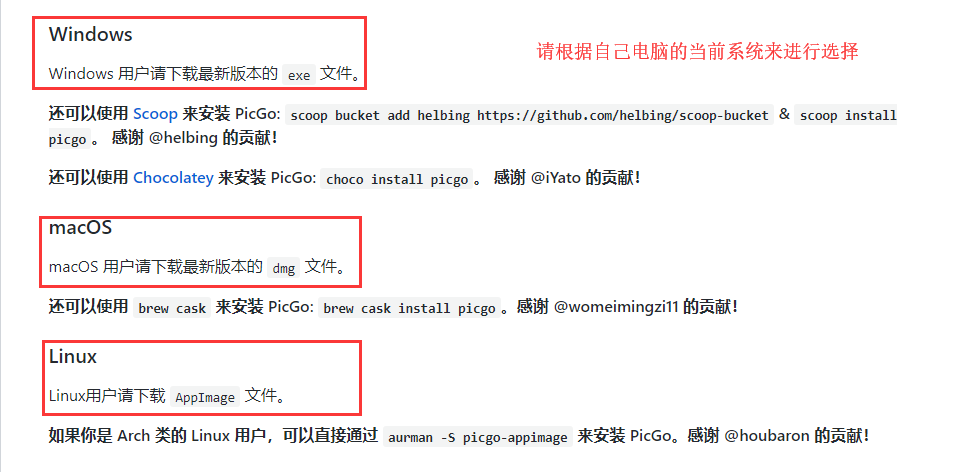 Windows
请根据自己电脑的当前系统来进行选择
Windows 用户请下载最新版本的 exe 文件。
还可以使用 Scoop 来安装 PicGo: scoop bucket add helbing https://github.com/helbing/scoop-bucket & scoop install
picgo 。 感谢 @helbing 的贡献！
还可以使用 Chocolatey 来安装 PicGo: choco install picgo 。 感谢 @iYato 的贡献！
macOS
macOS 用户请下载最新版本的 dmg 文件。
还可以使用 brew cask 来安装 PicGo: brew cask install picgo 。感谢 @womeimingzi11 的贡献！
Linux
Linux用户请下载 AppImage 文件。
如果你是 Arch 类的 Linux 用户，可以直接通过 aurman -S picgo-appimage 来安装 PicGo。感谢 @houbaron 的贡献！